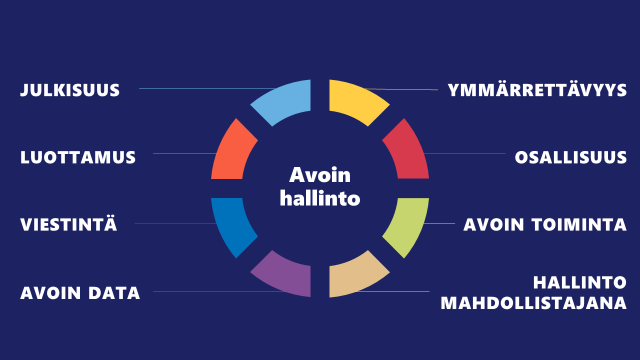 JULKISUUS
LUOTTAMUS
VIESTINTÄ
AVOIN DATA
Avoin
hallinto
YMMÄRRETTÄVYYS
OSALLISUUS
AVOIN TOIMINTA
HALLINTO
MAHDOLLISTAJANA